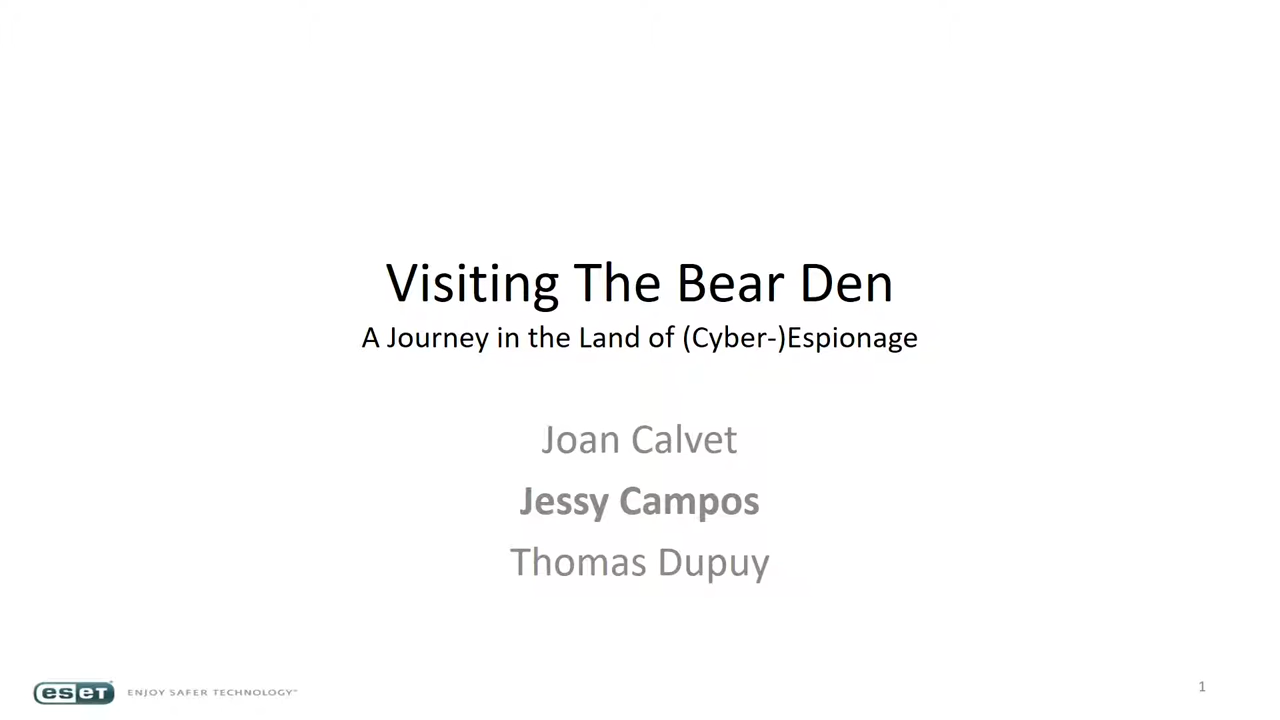 Visiting The Bear Den
A Journey in the Land of (Cyber-)Espionage
Joan Calvet
Jessy Campos
Thomas Dupuy
eset ENJOY SAFER TECHNOLOGY™
1